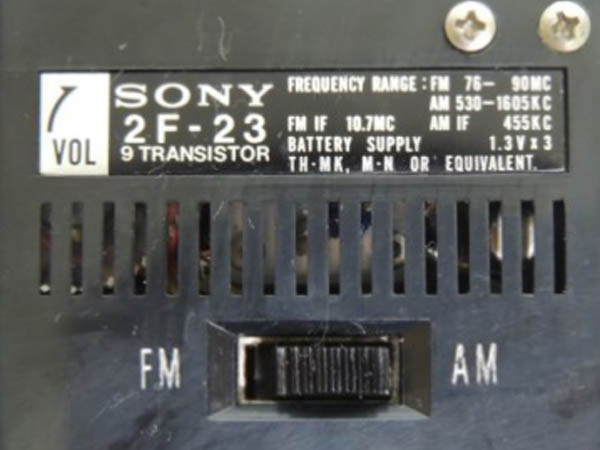 VOL
SONY
2F-23
9 TRANSISTOR
FREQUENCY RANGE : FM 76- 90MC
AM 530-1605KC
FM IF 10.7MC AM IF 455KC
BATTERY SUPPLY 1.3V x 3
TH-MK, M-N OR EQUIVALENT.
FM AM